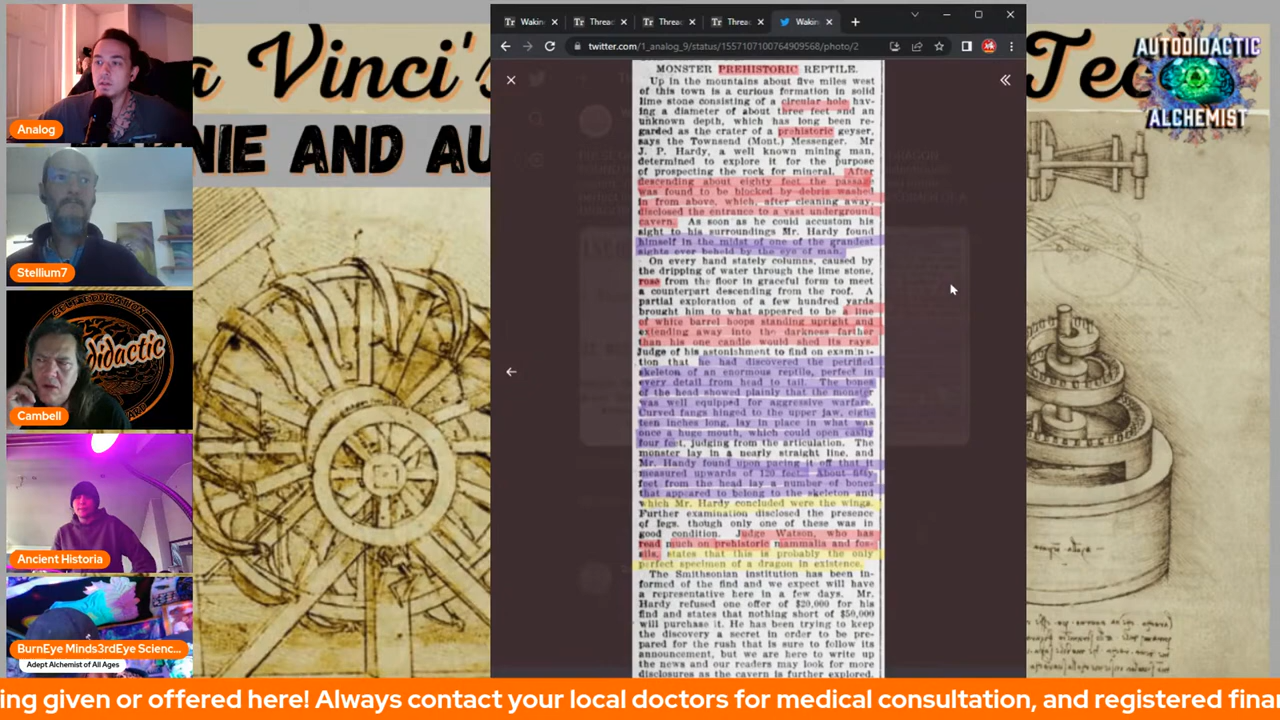 a Vinci's
Tec
NIE AND AU
AUTODIDACTIC
ALCHEMIST
Analog
Stellium7
didactic
Cambell
Ancient Historia
BurnEye Minds3rdEye Scienc...
Adept Alchemist of All Ages
Wakin
Threac
Threac
Threac
Wakin
twitter.com/1_analog_9/status/1557107100764909568/photo/2
MONSTER PREHISTORIC REPTILE.
Up in the mountains about five miles west
of this town is a curious formation in solid
lime stone consisting of a circular hole hav-
ing a diameter of about three feet and an
unknown depth, which has long been re-
garded as the crater of a prehistoric geyser,
says the Townsend (Mont.) Messenger. Mr
J. P. Hardy, a well known mining man,
determined to explore it for the purpose
of prospecting the rock for mineral. After
descending about eighty feet the passage
was found to be blocked by debris washed
in from above, which, after cleaning away,
disclosed the entrance to a vast underground
cavern. As soon as he could accustom his
sight to his surroundings Mr. Hardy found
himself in the midst of one of the grandest
sights ever beheld by the eye of man.
On every hand stately columns, caused by
the dripping of water through the lime stone,
rose from the floor in graceful form to meet
a counterpart descending from the roof. A
partial exploration of a few hundred yards
brought him to what appeared to be a line
of white barrel hoops standing upright and
extending away into the darkness farther
than his one candle would shed its rays.
Judge of his astonishment to find on examina-
tion that he had discovered the petrified
skeleton of an enormous reptile, perfect in
every detail from head to tail. The bones
of the head showed plainly that the monster
was well equipped for aggressive warfare.
Curved fangs hinged to the upper jaw, eigh-
teen inches long, lay in place in what was
once a huge mouth, which could open easily
four feet, judging from the articulation. The
monster lay in a nearly straight line, and
Mr. Hardy found upon pacing it off that it
measured upwards of 120 feet. About fifty
feet from the head lay a number of bones
that appeared to belong to the skeleton and
which Mr. Hardy concluded were the wings.
Further examination disclosed the presence
of legs, though only one of these was in
good condition. Judge Watson, who has
read much on prehistoric mammalia and fos-
sils, states that this is probably the only
perfect specimen of a dragon in existence.
The Smithsonian institution has been in-
formed of the find and we expect will have
a representative here in a few days. Mr.
Hardy refused one offer of $20,000 for his
find and states that nothing short of $50,000
will purchase it. He has been trying to keep
the discovery a secret in order to be pre-
pared for the rush that is sure to follow its
announcement, but we are here to write up
the news and our readers may look for more
disclosures as the cavern is further explored.
ing given or offered here! Always contact your local doctors for medical consultation, and registered finan